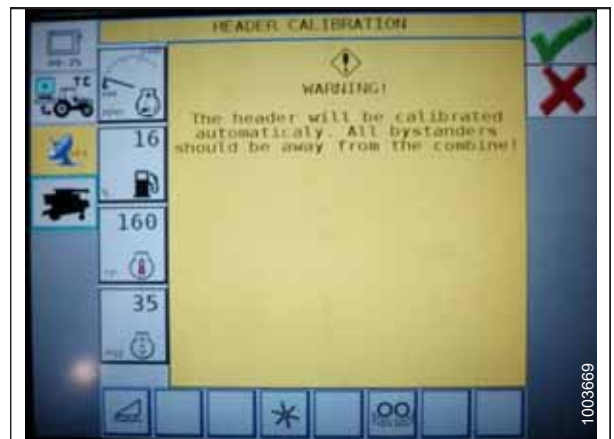 HEADER CALIBRATION
WARNING!
The header will be calibrated
automaticaly. All bystanders
should be away from the combine!
TC
16
160
35
1003669